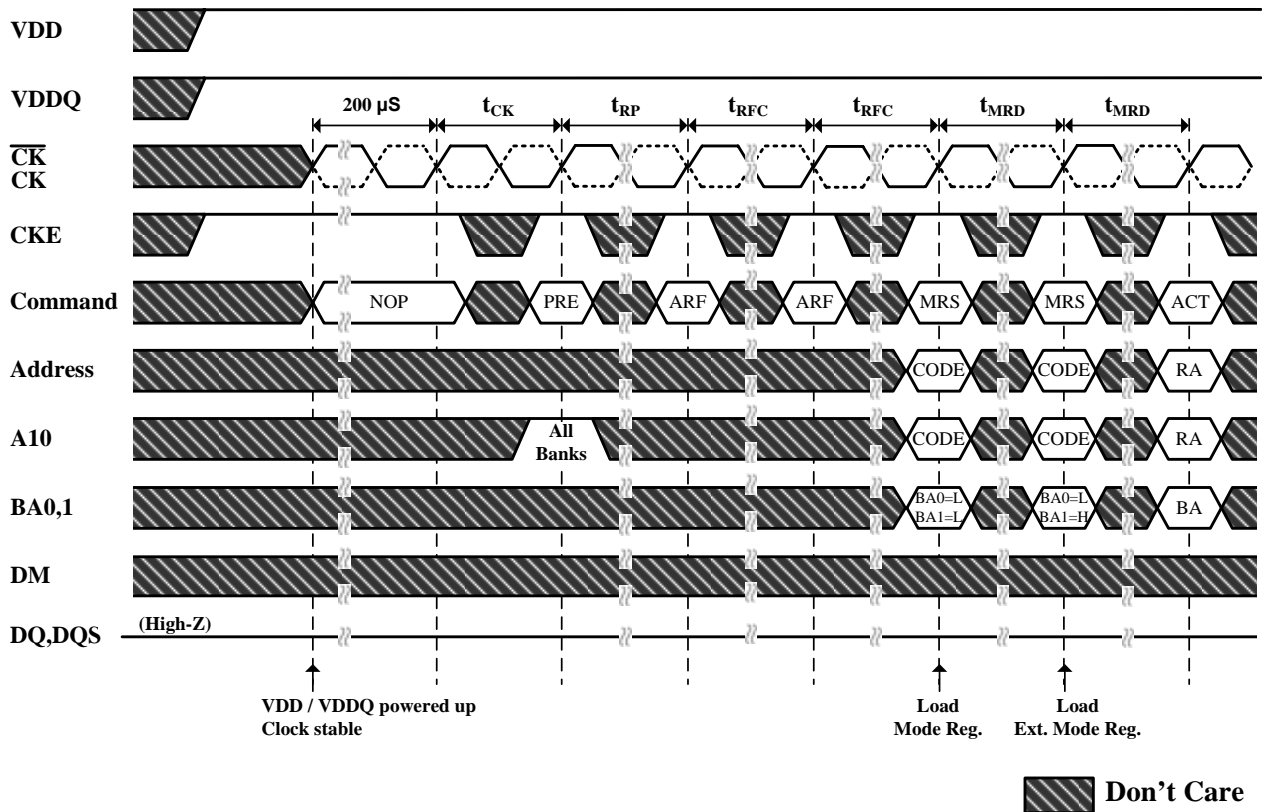 VDD
VDDQ
200 µS tCK tRP tRFC tRFC tMRD tMRD
CK
CK
CKE
Command NOP PRE ARF ARF MRS MRS ACT
Address CODE CODE RA
A10 All Banks CODE CODE RA
BA0,1 BA0=L BA1=L BA0=L BA1=H BA
DM
DQ,DQS (High-Z)
VDD / VDDQ powered up
Clock stable
Load
Mode Reg.
Load
Ext. Mode Reg.
Don't Care